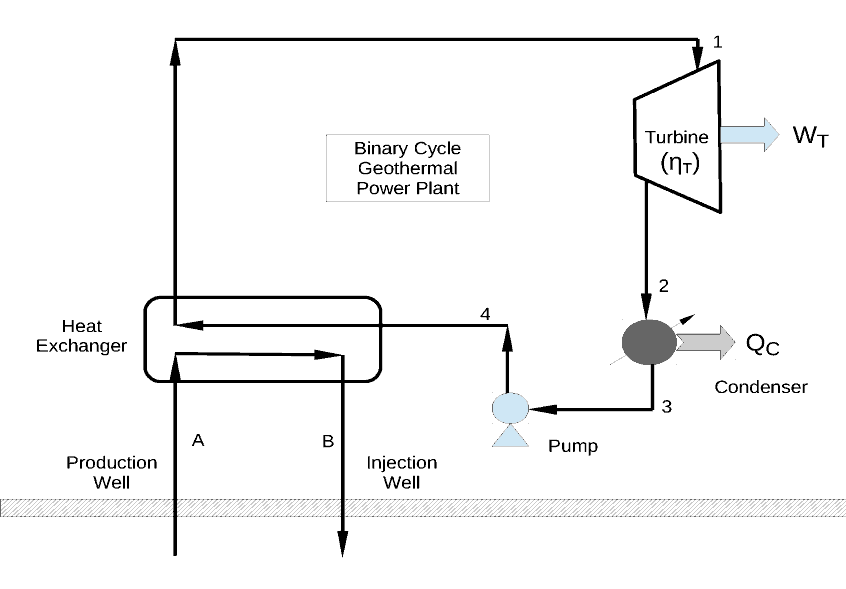 1
Binary Cycle
Geothermal
Power Plant
Turbine
(ηT)
WT
2
4
Heat
Exchanger
QC
Condenser
3
A
B
Pump
Production
Well
Injection
Well